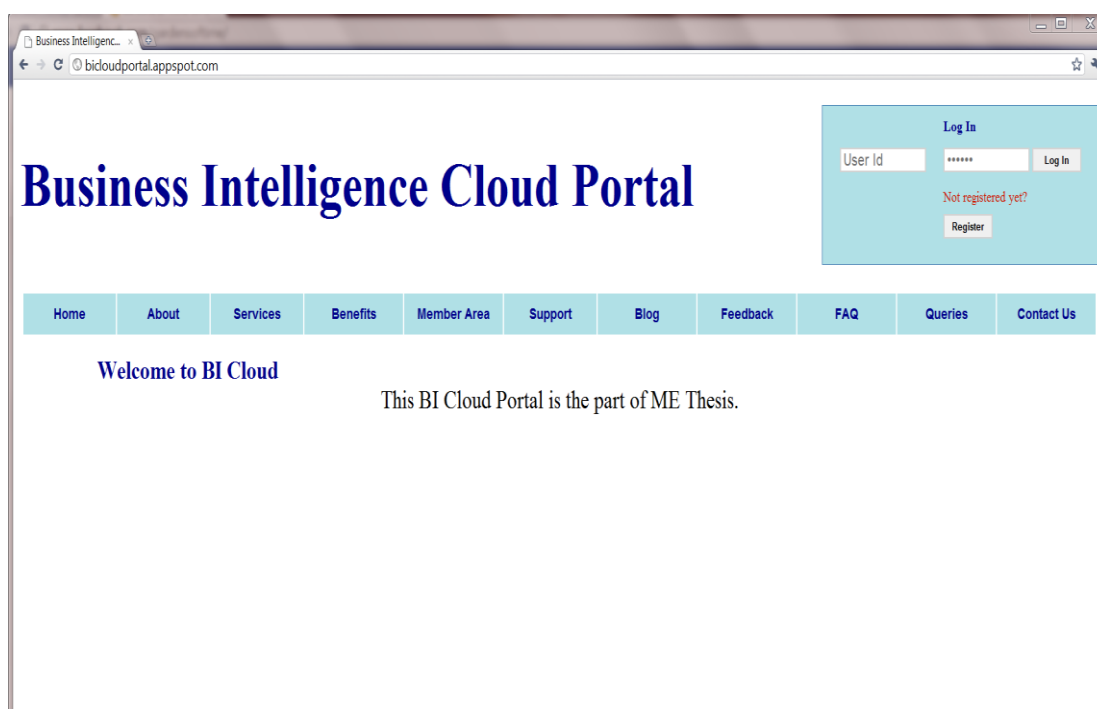 Business Intelligenc...
bicloudportal.appspot.com
Business Intelligence Cloud Portal
Log In
User Id
******
Log In
Not registered yet?
Register
Home About Services Benefits Member Area Support Blog Feedback FAQ Queries Contact Us
Welcome to BI Cloud
This BI Cloud Portal is the part of ME Thesis.